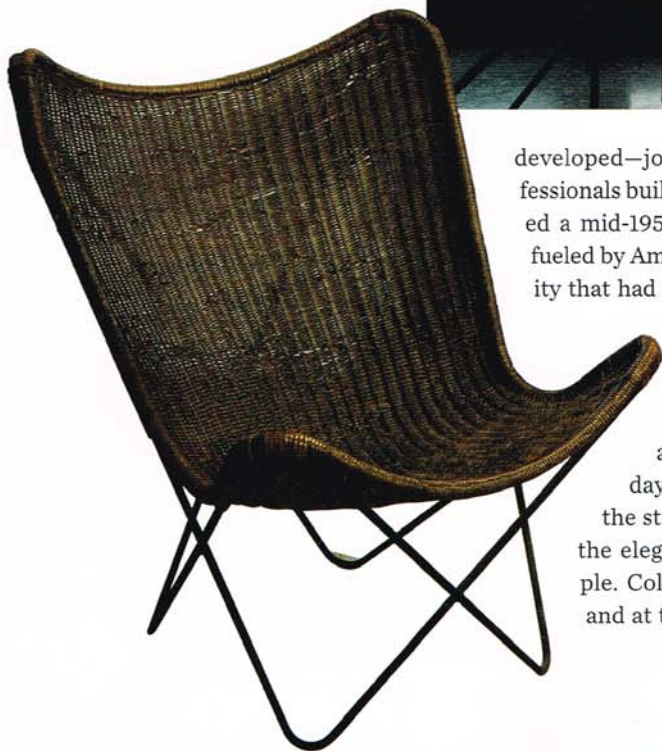 developed—jo
fessionals buil
ed a mid-195
fueled by Am
ity that had
a
day
the st
the eleg
ple. Col
and at t